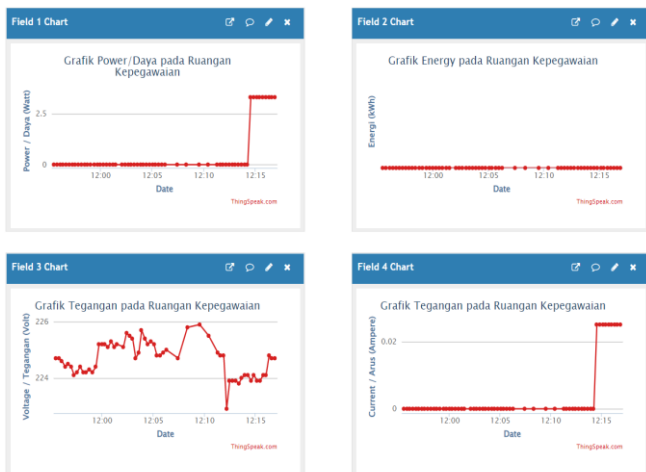 Field 1 Chart
Grafik Power/Daya pada Ruangan
Kepegawaian
Power / Daya (Watt)
2.5
0
12:00
12:05
12:10
12:15
Date
ThingSpeak.com
Field 2 Chart
Grafik Energy pada Ruangan Kepegawaian
Energi (kWh)
12:00
12:05
12:10
12:15
Date
ThingSpeak.com
Field 3 Chart
Grafik Tegangan pada Ruangan Kepegawaian
Voltage / Tegangan (Volt)
226
224
12:00
12:05
12:10
12:15
Date
ThingSpeak.com
Field 4 Chart
Grafik Tegangan pada Ruangan Kepegawaian
Current / Arus (Ampere)
0.02
0
12:00
12:05
12:10
12:15
Date
ThingSpeak.com